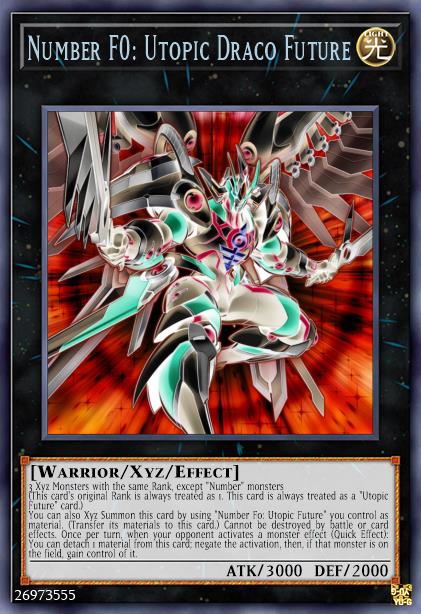 NUMBER F0: UTOPIC DRACO FUTURE
LIGHT
光
[WARRIOR/XYZ/EFFECT]
3 Xyz Monsters with the same Rank, except "Number" monsters
(This card's original Rank is always treated as 1. This card is always treated as a "Utopic
Future" card.)
You can also Xyz Summon this card by using "Number F0: Utopic Future" you control as
material. (Transfer its materials to this card.) Cannot be destroyed by battle or card
effects. Once per turn, when your opponent activates a monster effect (Quick Effect):
You can detach 1 material from this card; negate the activation, then, if that monster is on
the field, gain control of it.
ATK/3000 DEF/2000
26973555